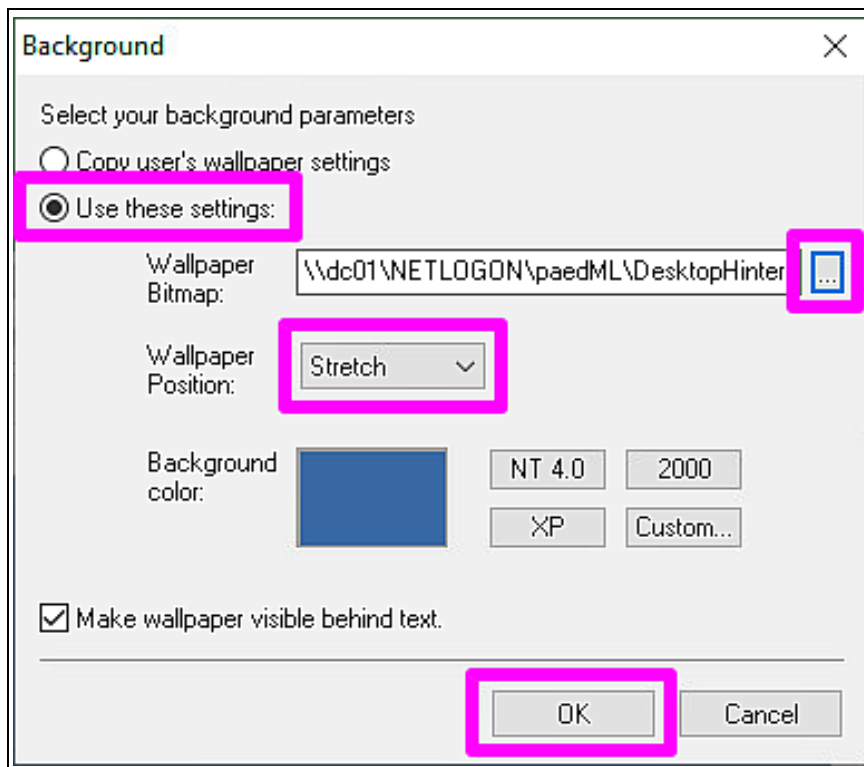 Background
Select your background parameters
Copy user's wallpaper settings
Use these settings:
Wallpaper
Bitmap:
\\dc01\NETLOGON\paedML\DesktopHinter
...
Wallpaper
Position:
Stretch
Background
color:
NT 4.0
2000
XP
Custom...
Make wallpaper visible behind text.
OK
Cancel